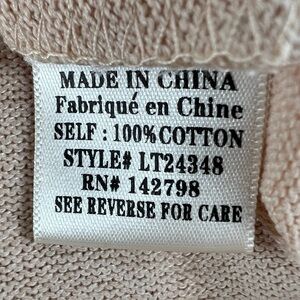 MADE IN CHINA
Fabriqué en Chine
SELF : 100% COTTON
STYLE# LT24348
RN# 142798
SEE REVERSE FOR CARE